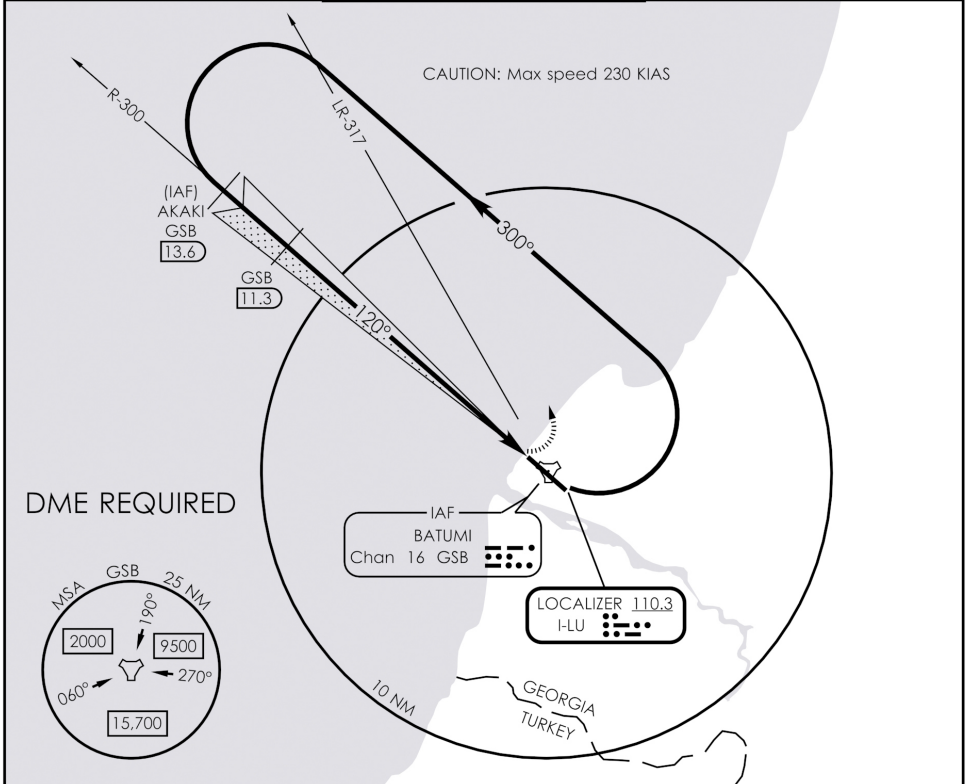 CAUTION: Max speed 230 KIAS
R-300
LR-317
(IAF)
AKAKI
GSB
13.6
GSB
11.3
300°
120°
DME REQUIRED
IAF
BATUMI
Chan 16 GSB
LOCALIZER 110.3
I-LU
MSA GSB 25 NM
190°
2000
9500
060°
270°
15,700
10 NM
GEORGIA
TURKEY